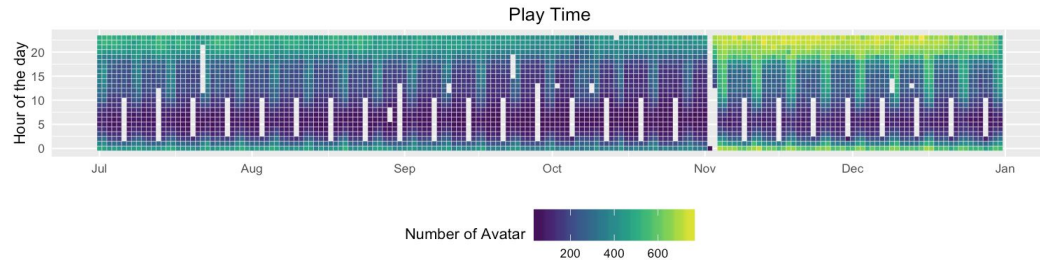 Play Time
Hour of the day
20
15
10
5
0
Jul Aug Sep Oct Nov Dec Jan
Number of Avatar
200 400 600